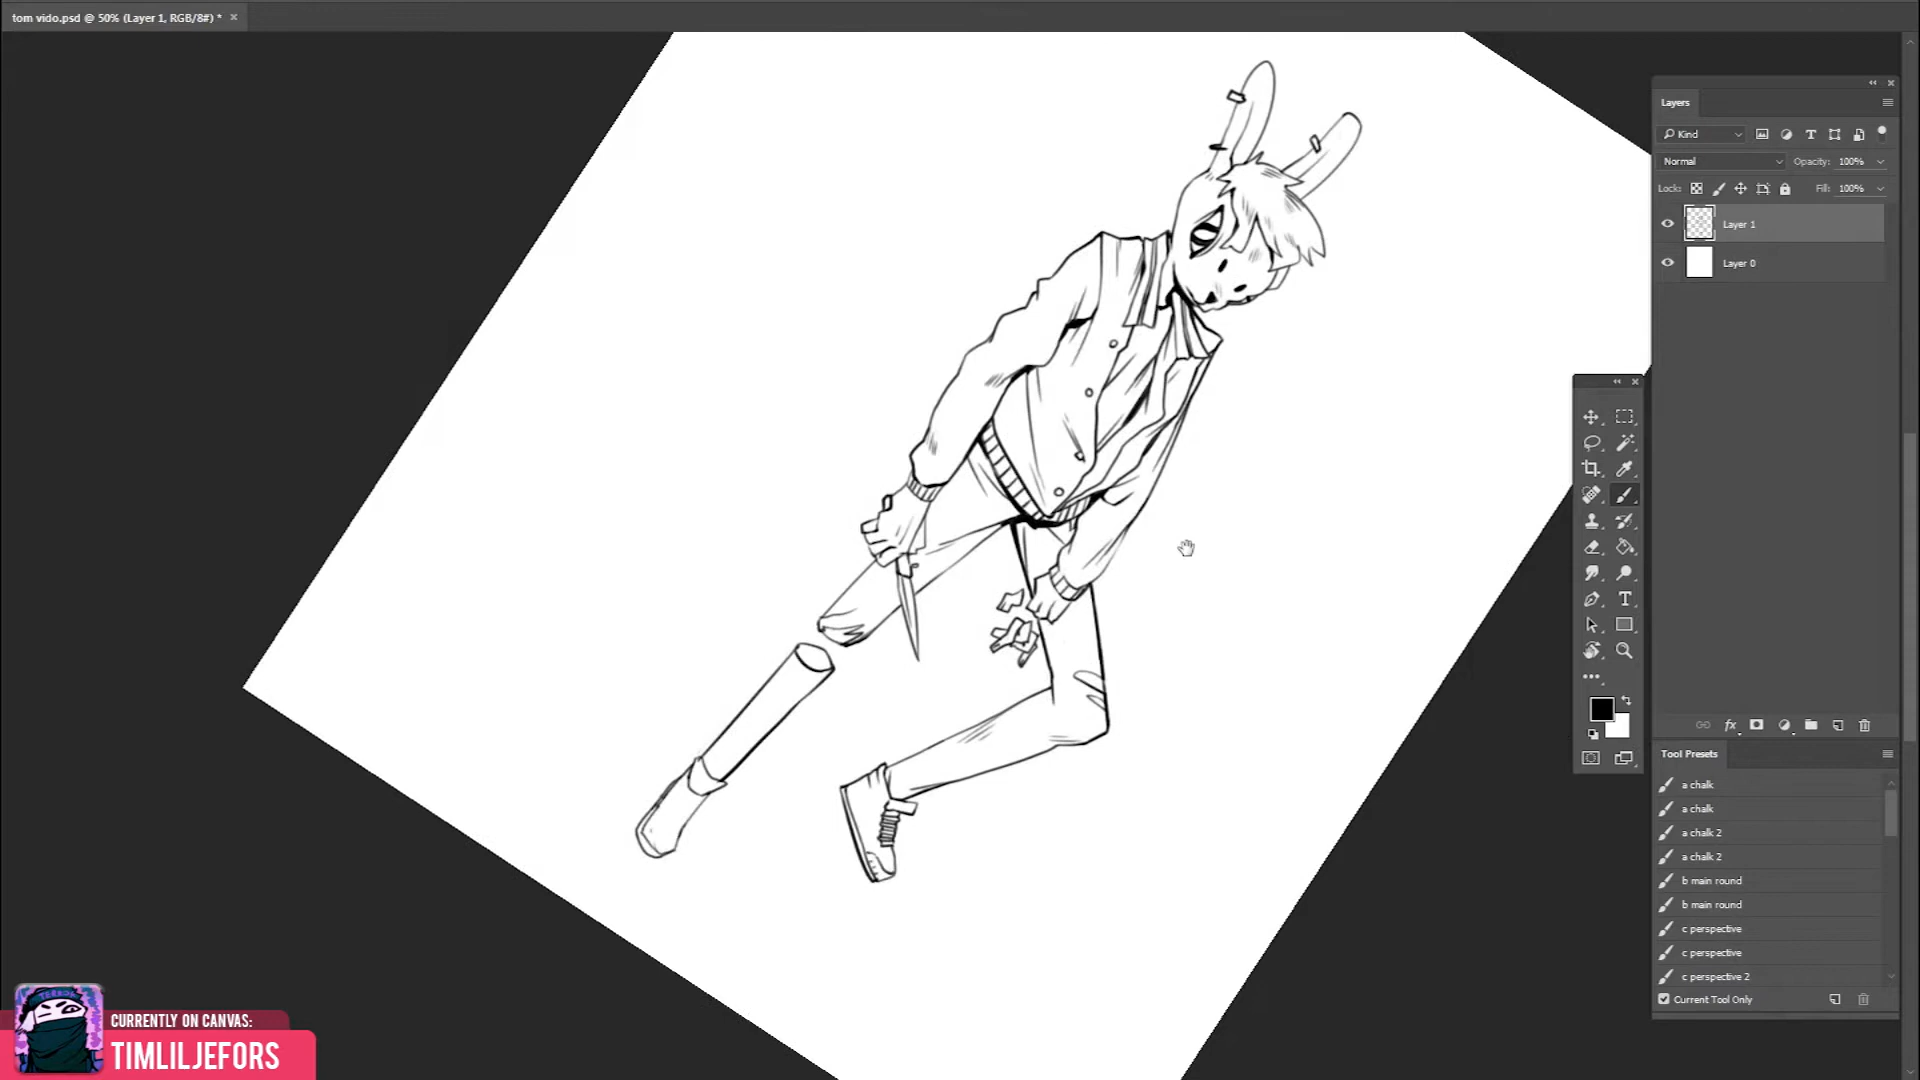 tom vido.psd @ 50% (Layer 1, RGB/8#) *
Layers
Kind
Normal
Opacity: 100%
Lock:
Fill: 100%
Layer 1
Layer 0
fx
Tool Presets
a chalk
a chalk
a chalk 2
a chalk 2
b main round
b main round
c perspective
c perspective
c perspective 2
Current Tool Only
CURRENTLY ON CANVAS:
TIMLILJEFORS